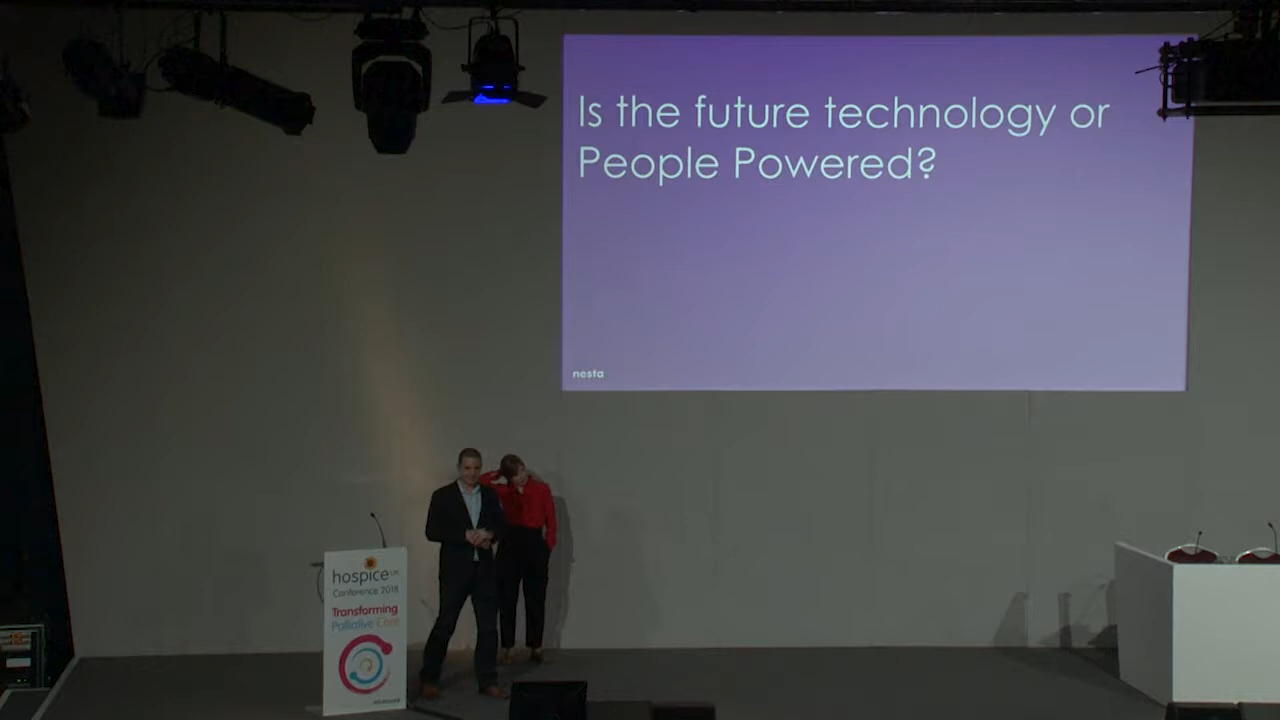 Is the future technology or
People Powered?
nesta
hospice UK
Conference 2018
Transforming
Palliative Care